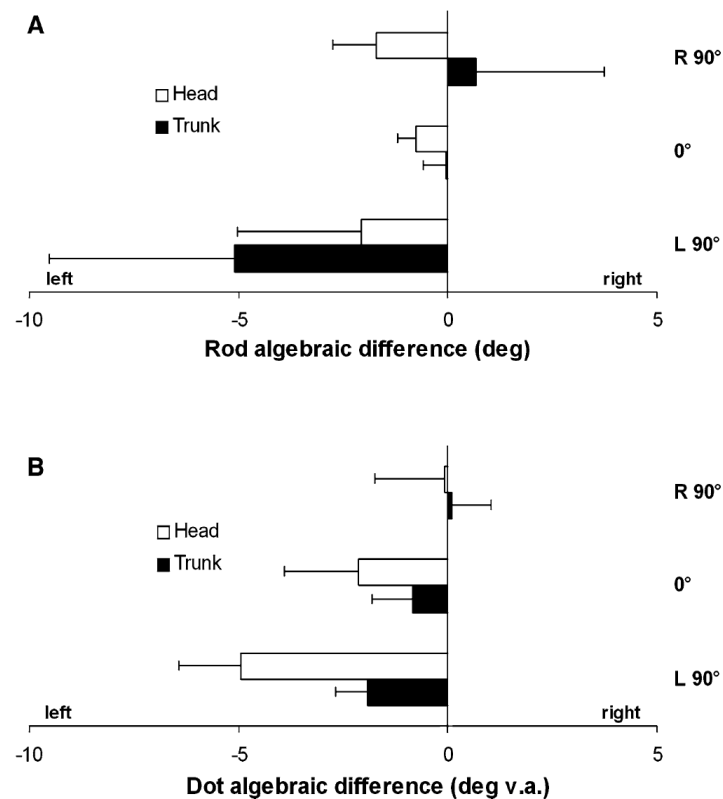 A
R 90°
Head
Trunk
0°
L 90°
left
right
-10
-5
0
5
Rod algebraic difference (deg)
B
R 90°
Head
Trunk
0°
L 90°
left
right
-10
-5
0
5
Dot algebraic difference (deg v.a.)